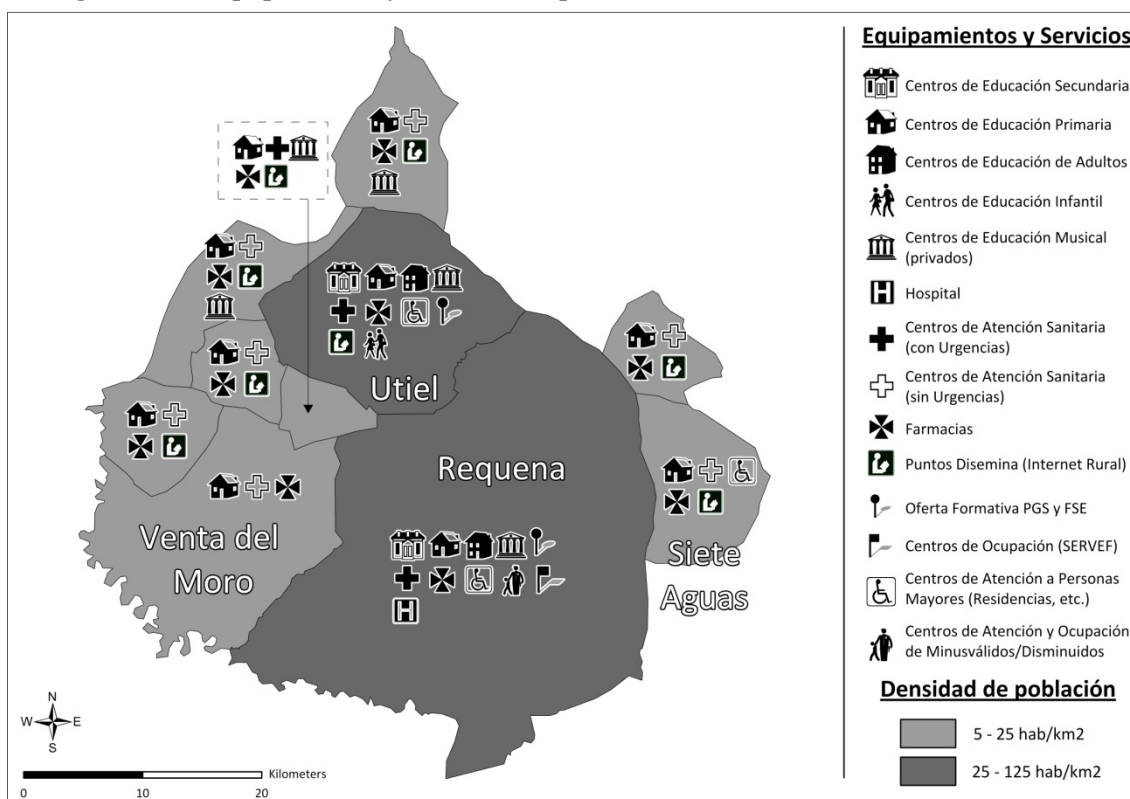 Equipamientos y Servicios
Centros de Educación Secundaria
Centros de Educación Primaria
Centros de Educación de Adultos
Centros de Educación Infantil
Centros de Educación Musical
(privados)
Hospital
Centros de Atención Sanitaria
(con Urgencias)
Centros de Atención Sanitaria
(sin Urgencias)
Farmacias
Puntos Disemina (Internet Rural)
Oferta Formativa PGS y FSE
Centros de Ocupación (SERVEF)
Centros de Atención a Personas
Mayores (Residencias, etc.)
Centros de Atención y Ocupación
de Minusválidos/Disminuidos
Densidad de población
5 - 25 hab/km2
25 - 125 hab/km2
Utiel
Requena
Venta del
Moro
Siete
Aguas
N
W E
S
Kilometers
0 10 20